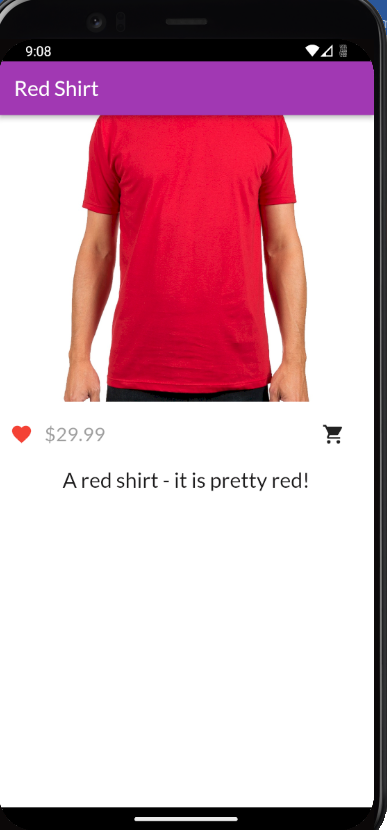 9:08
Red Shirt
$29.99
A red shirt - it is pretty red!